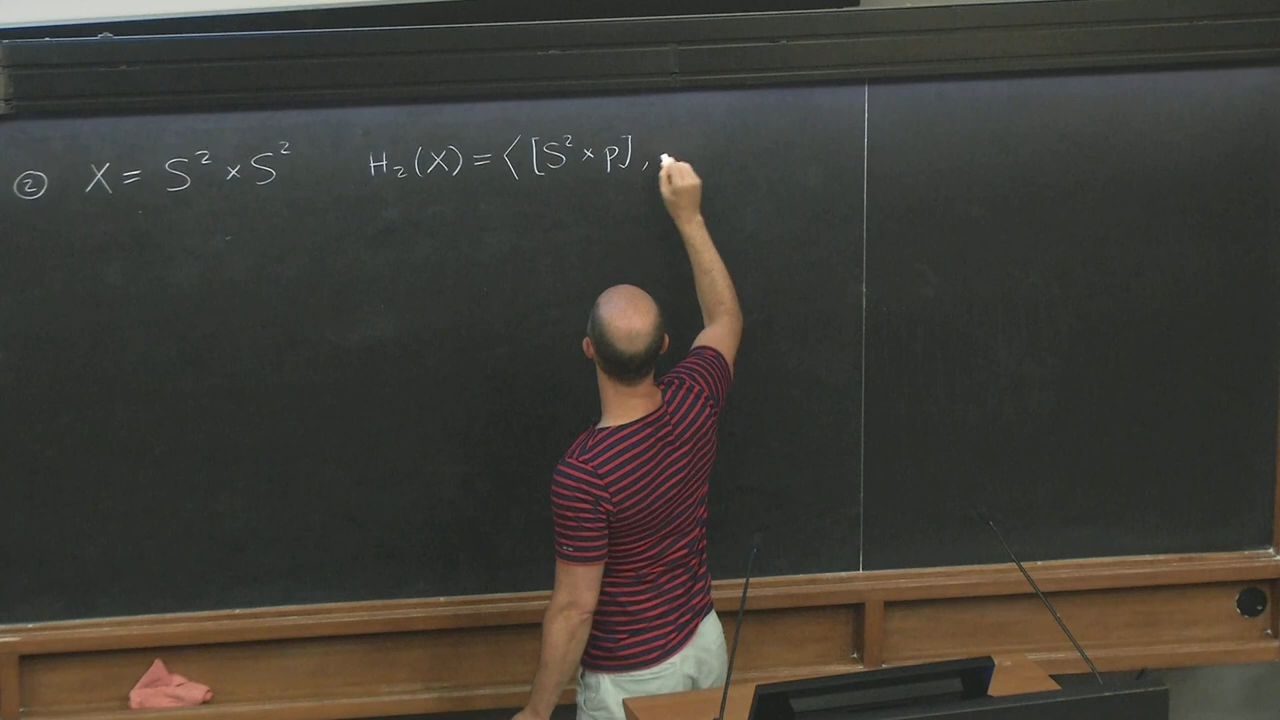 ② X = S² × S² H₂(X) = ⟨ [S² × p] ,